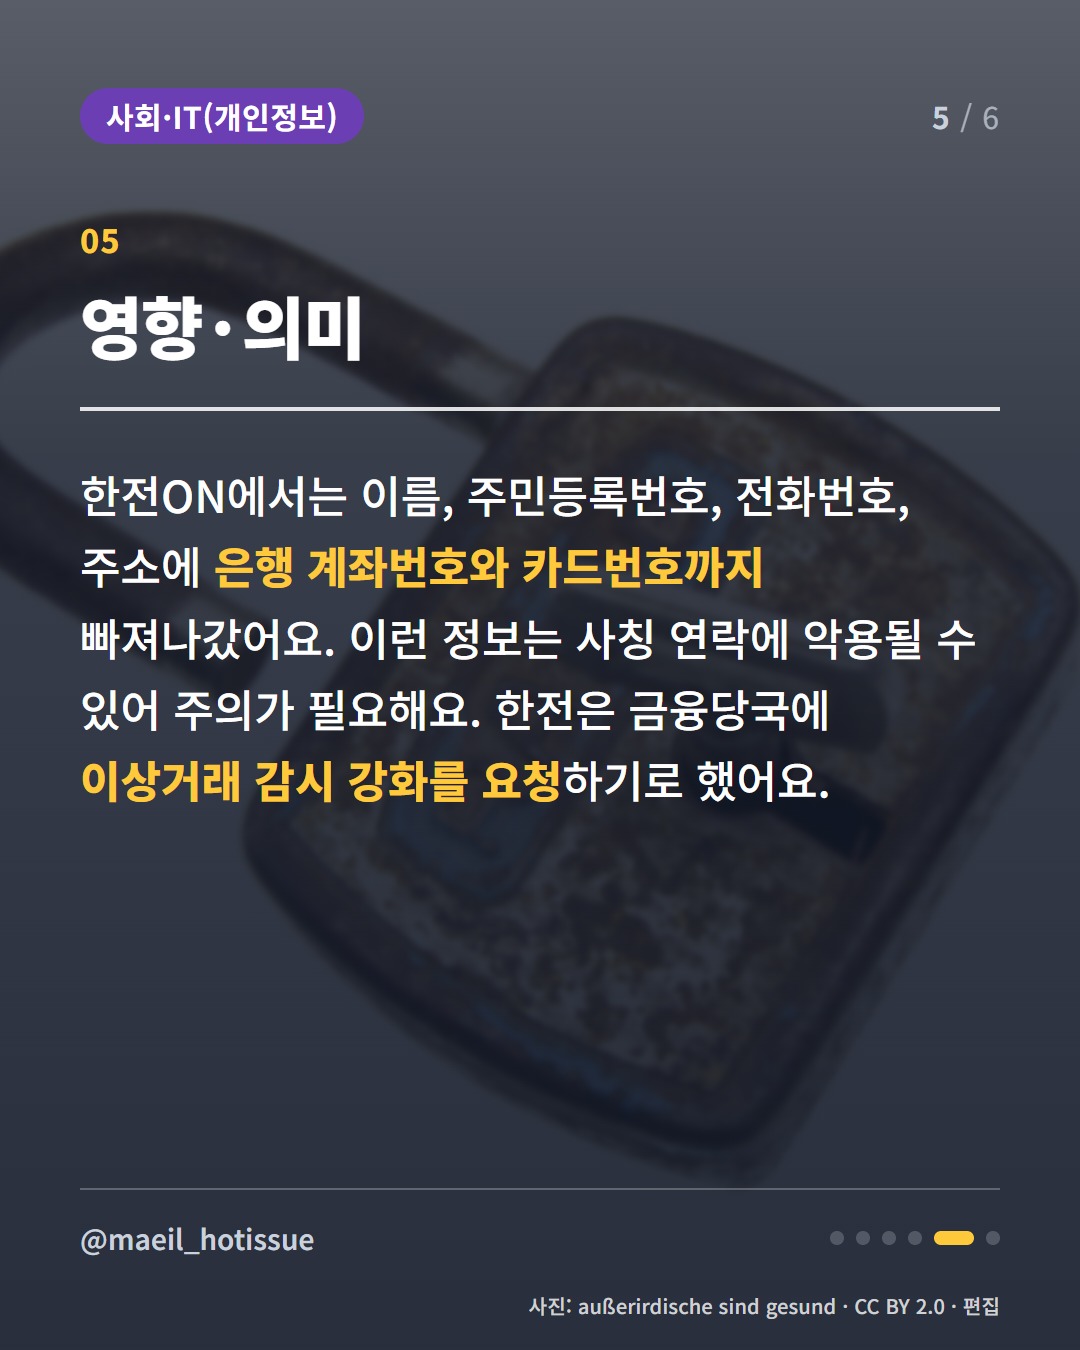 사회·IT(개인정보)
5 / 6
05
영향·의미
한전ON에서는 이름, 주민등록번호, 전화번호,
주소에 은행 계좌번호와 카드번호까지
빠져나갔어요. 이런 정보는 사칭 연락에 악용될 수
있어 주의가 필요해요. 한전은 금융당국에
이상거래 감시 강화를 요청하기로 했어요.
@maeil_hotissue
사진: außerirdische sind gesund · CC BY 2.0 · 편집